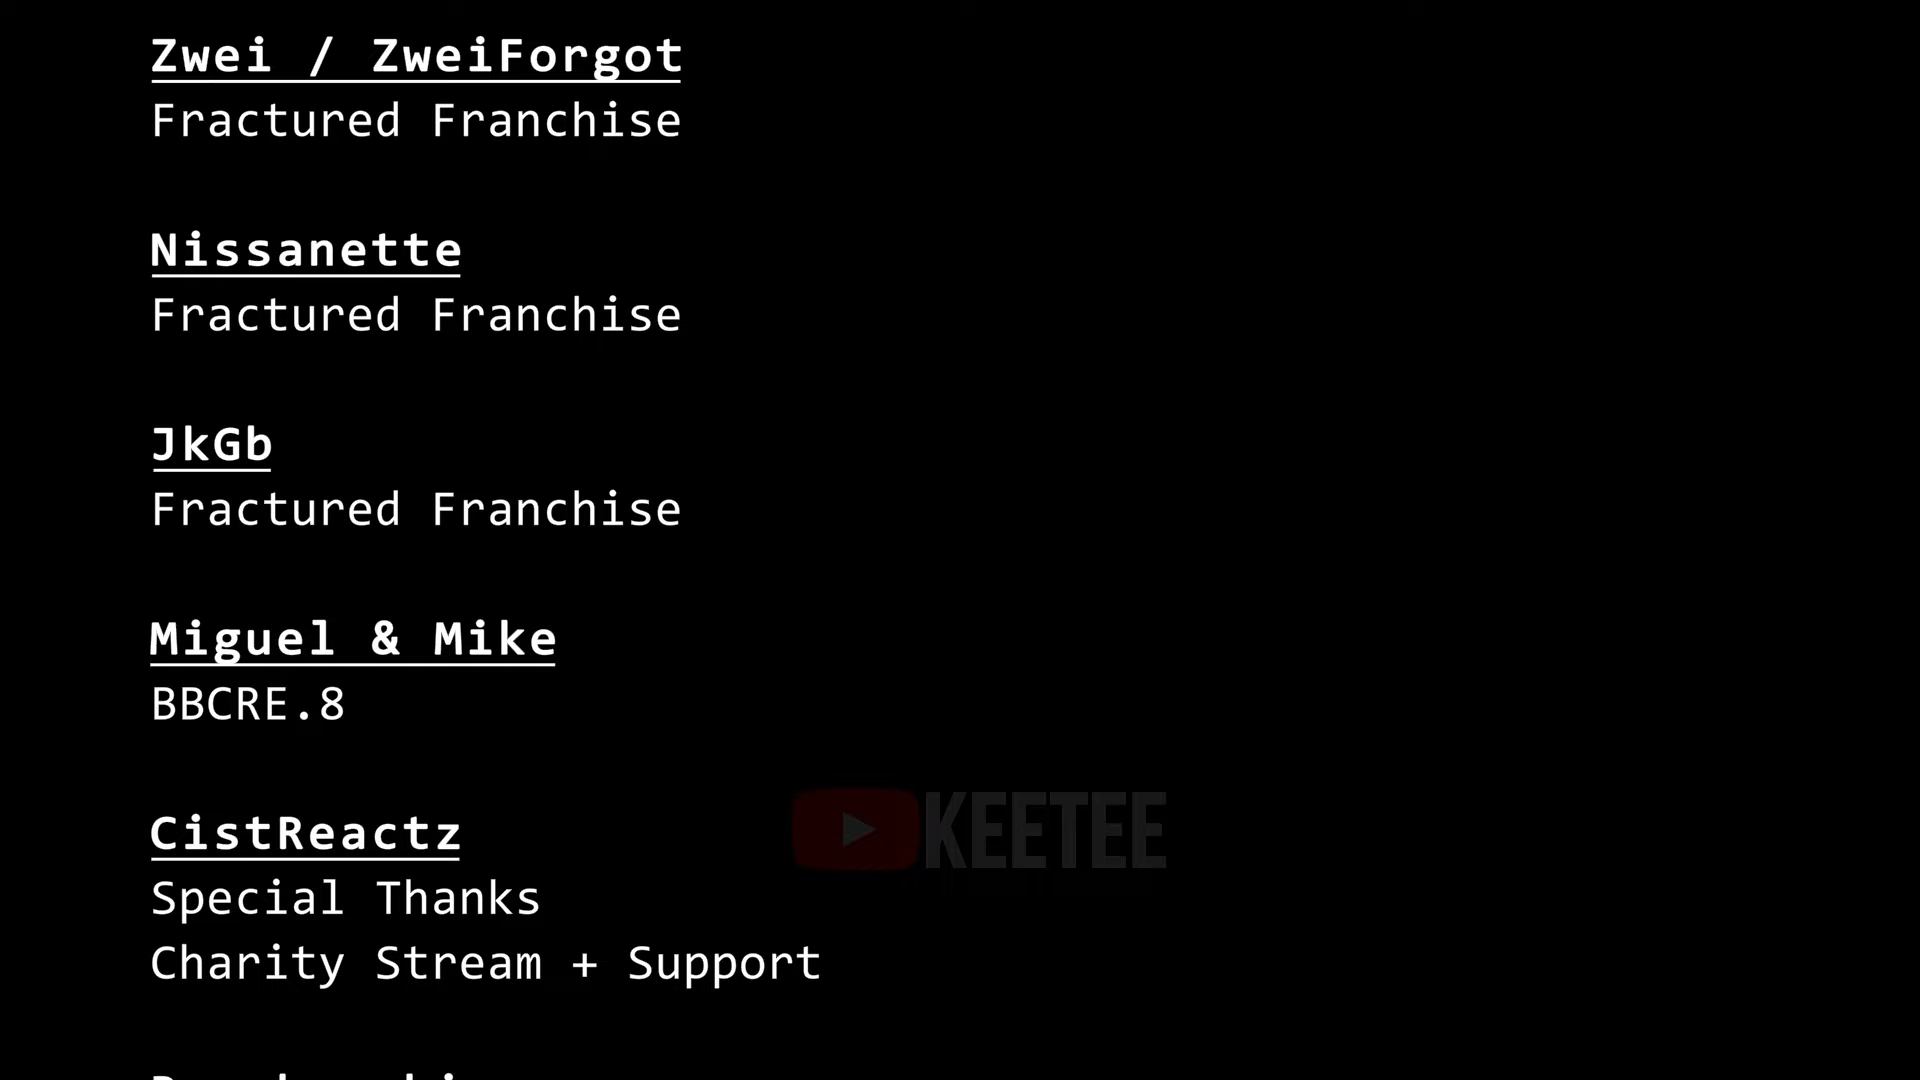 Zwei / ZweiForgot
Fractured Franchise
Nissanette
Fractured Franchise
JkGb
Fractured Franchise
Miguel & Mike
BBCRE.8
KEETEE
CistReactz
Special Thanks
Charity Stream + Support